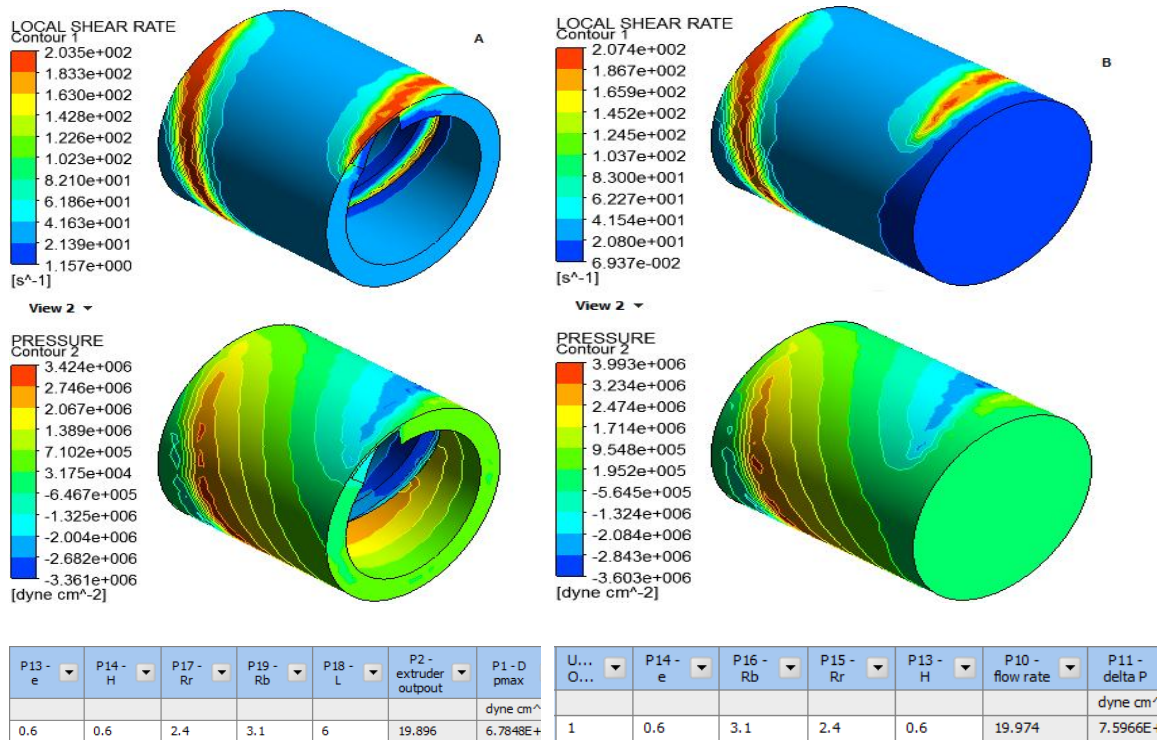 LOCAL SHEAR RATE
Contour 1
2.035e+002
1.833e+002
1.630e+002
1.428e+002
1.226e+002
1.023e+002
8.210e+001
6.186e+001
4.163e+001
2.139e+001
1.157e+000
[s^-1]
A
View 2
PRESSURE
Contour 2
3.424e+006
2.746e+006
2.067e+006
1.389e+006
7.102e+005
3.175e+004
-6.467e+005
-1.325e+006
-2.004e+006
-2.682e+006
-3.361e+006
[dyne cm^-2]
P13 - e P14 - H P17 - Rr P19 - Rb P18 - L P2 - extruder outpout P1 - D pmax
dyne cm^
0.6 0.6 2.4 3.1 6 19.896 6.7848E+
LOCAL SHEAR RATE
Contour 1
2.074e+002
1.867e+002
1.659e+002
1.452e+002
1.245e+002
1.037e+002
8.300e+001
6.227e+001
4.154e+001
2.080e+001
6.937e-002
[s^-1]
B
View 2
PRESSURE
Contour 2
3.993e+006
3.234e+006
2.474e+006
1.714e+006
9.548e+005
1.952e+005
-5.645e+005
-1.324e+006
-2.084e+006
-2.843e+006
-3.603e+006
[dyne cm^-2]
U... O... P14 - e P16 - Rb P15 - Rr P13 - H P10 - flow rate P11 - delta P
dyne cm^
1 0.6 3.1 2.4 0.6 19.974 7.5966E+